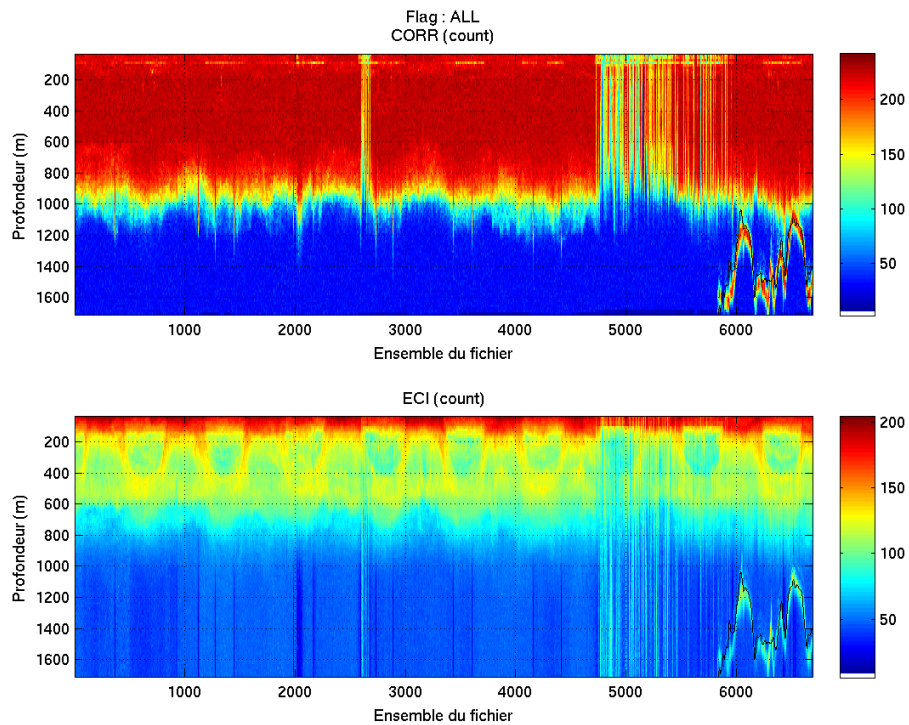 Flag : ALL
CORR (count)
200
400
600
800
1000
1200
1400
1600
Profondeur (m)
1000 2000 3000 4000 5000 6000
Ensemble du fichier
200
150
100
50
ECI (count)
200
400
600
800
1000
1200
1400
1600
Profondeur (m)
1000 2000 3000 4000 5000 6000
Ensemble du fichier
200
150
100
50